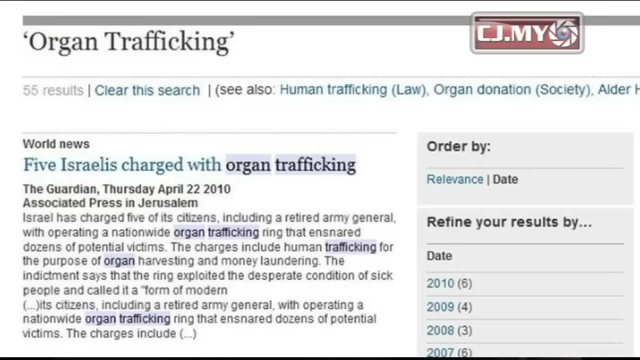 CJ.MY
'Organ Trafficking'
55 results | Clear this search | (see also: Human trafficking (Law), Organ donation (Society), Alder H
World news
Five Israelis charged with organ trafficking
The Guardian, Thursday April 22 2010
Associated Press in Jerusalem
Israel has charged five of its citizens, including a retired army general,
with operating a nationwide organ trafficking ring that ensnared
dozens of potential victims. The charges include human trafficking for
the purpose of organ harvesting and money laundering. The
indictment says that the ring exploited the desperate condition of sick
people and called it a "form of modern
(...)its citizens, including a retired army general, with operating a
nationwide organ trafficking ring that ensnared dozens of potential
victims. The charges include (...)
Order by:
Relevance | Date
Refine your results by...
Date
2010 (6)
2009 (4)
2008 (3)
2007 (6)